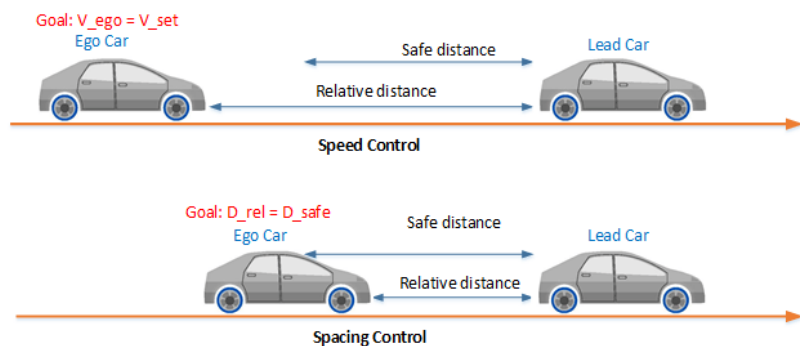 Goal: V_ego = V_set
Ego Car
Safe distance
Lead Car
Relative distance
Speed Control
Goal: D_rel = D_safe
Ego Car
Safe distance
Lead Car
Relative distance
Spacing Control